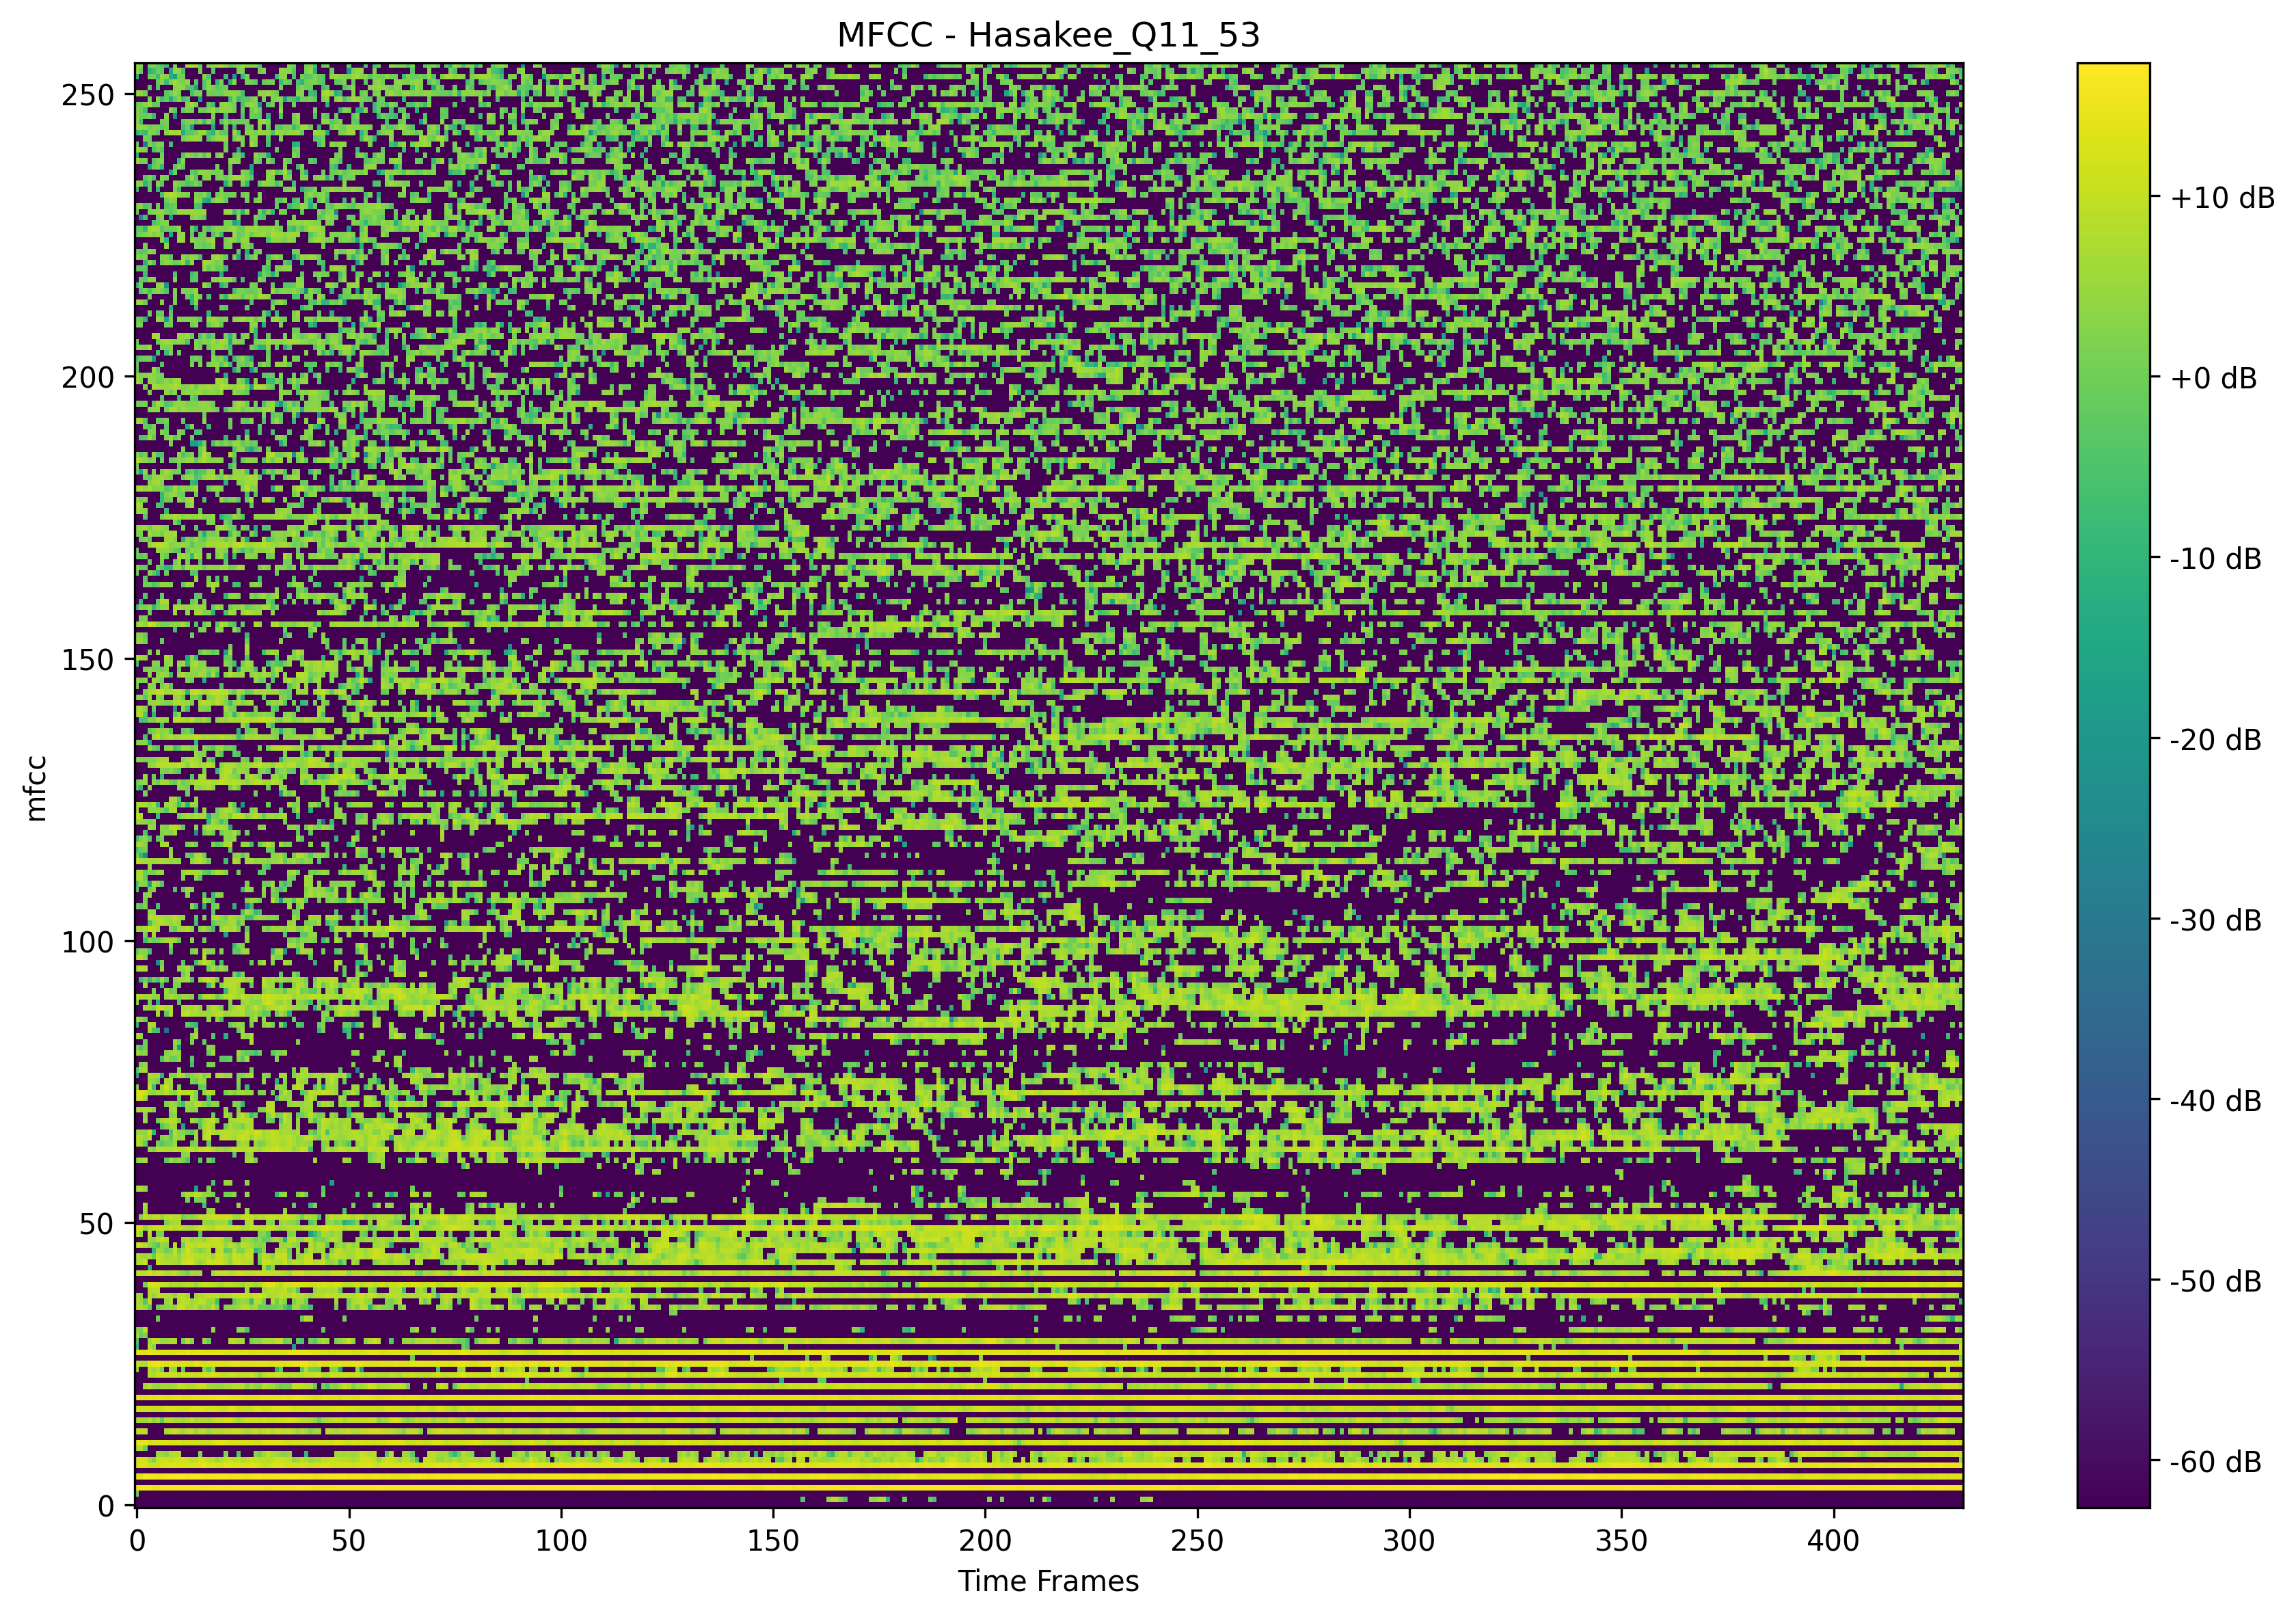 MFCC - Hasakee_Q11_53
250
200
150
100
50
0
mfcc
0 50 100 150 200 250 300 350 400
Time Frames
+10 dB
+0 dB
-10 dB
-20 dB
-30 dB
-40 dB
-50 dB
-60 dB